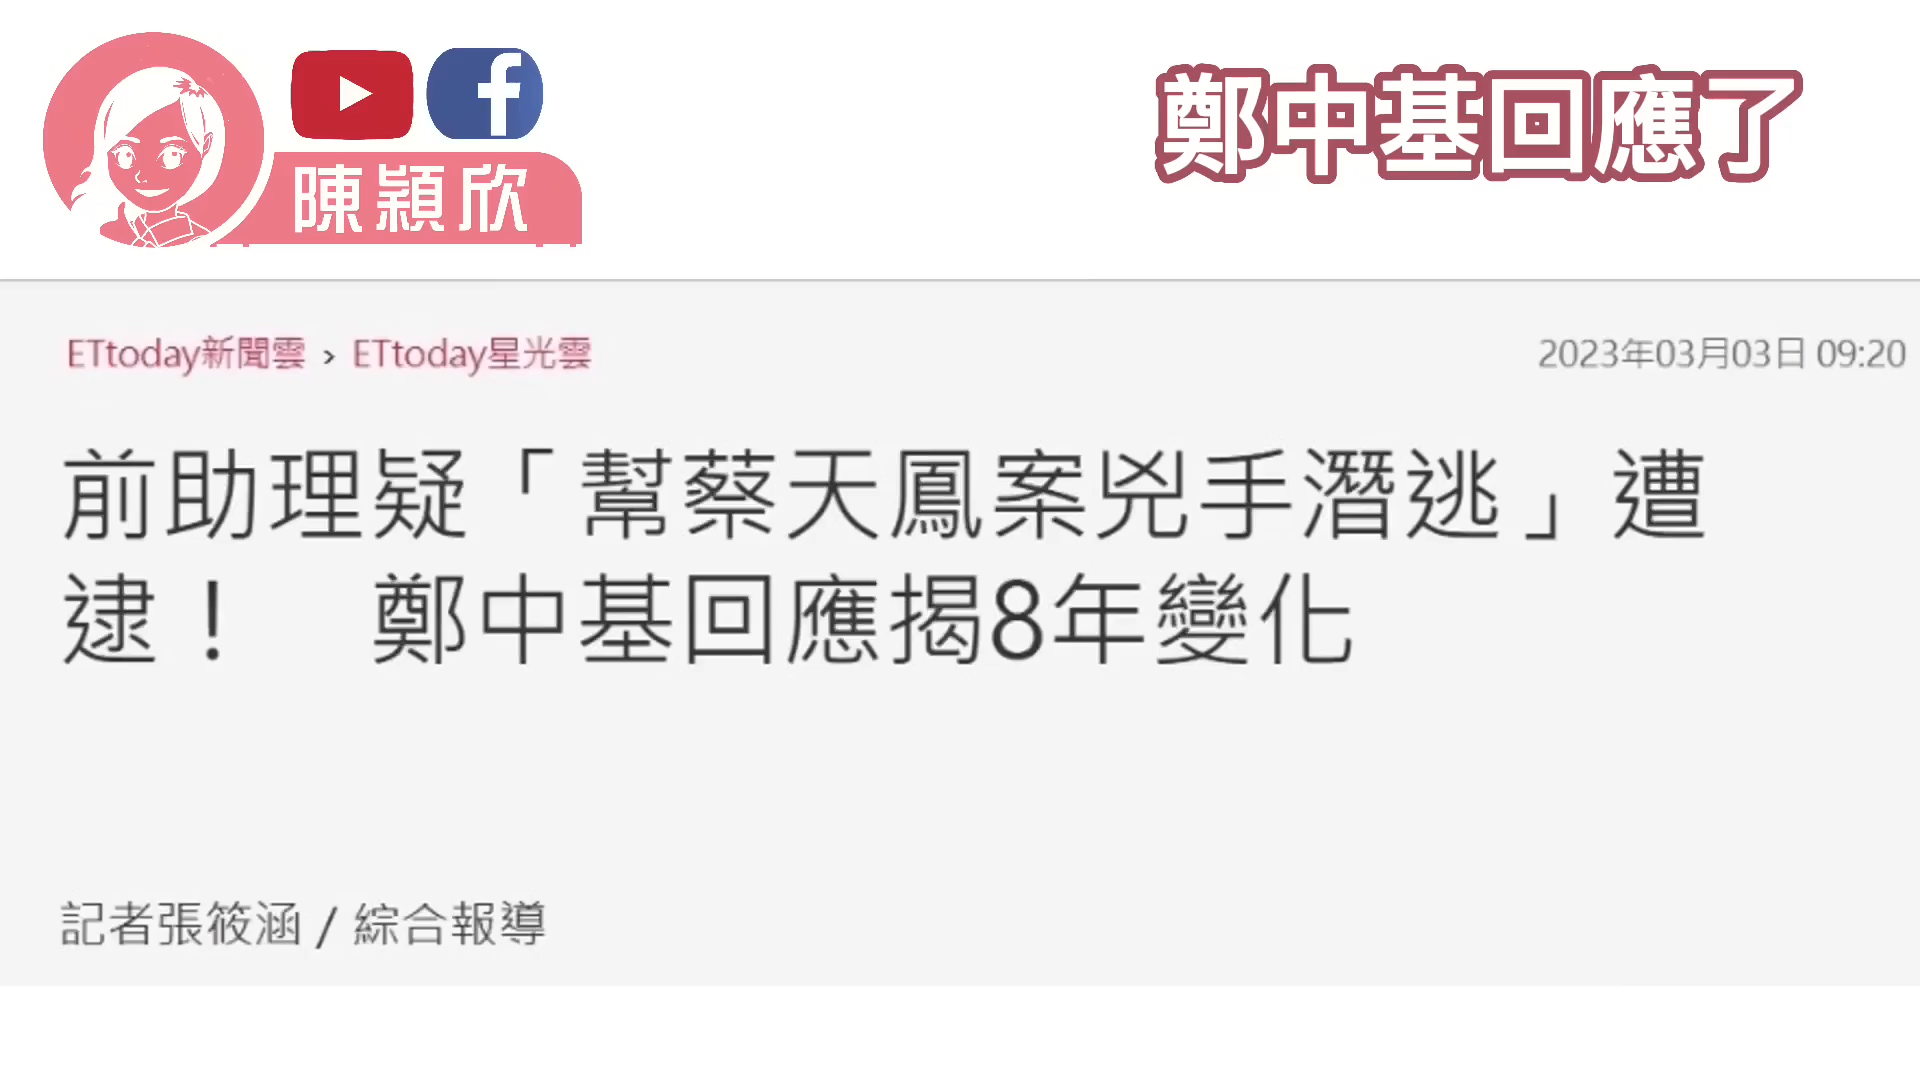 陳穎欣
鄭中基回應了
ETtoday新聞雲 › ETtoday星光雲
2023年03月03日 09:20
前助理疑「幫蔡天鳳案兇手潛逃」遭
逮！ 鄭中基回應揭8年變化
記者張筱涵／綜合報導